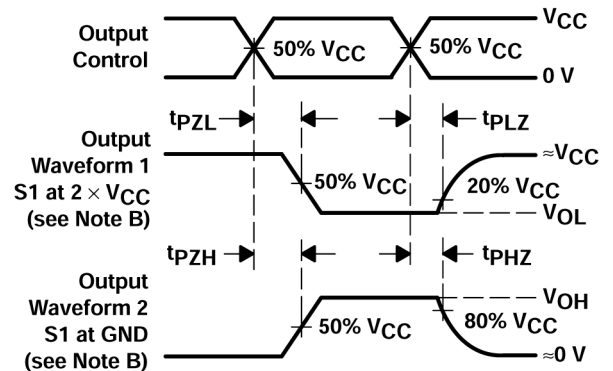 Output
Control
50% VCC
50% VCC
VCC
0 V
tPZL
tPLZ
Output
Waveform 1
S1 at 2 × VCC
(see Note B)
50% VCC
≈VCC
20% VCC
VOL
tPZH
tPHZ
Output
Waveform 2
S1 at GND
(see Note B)
50% VCC
VOH
80% VCC
≈0 V